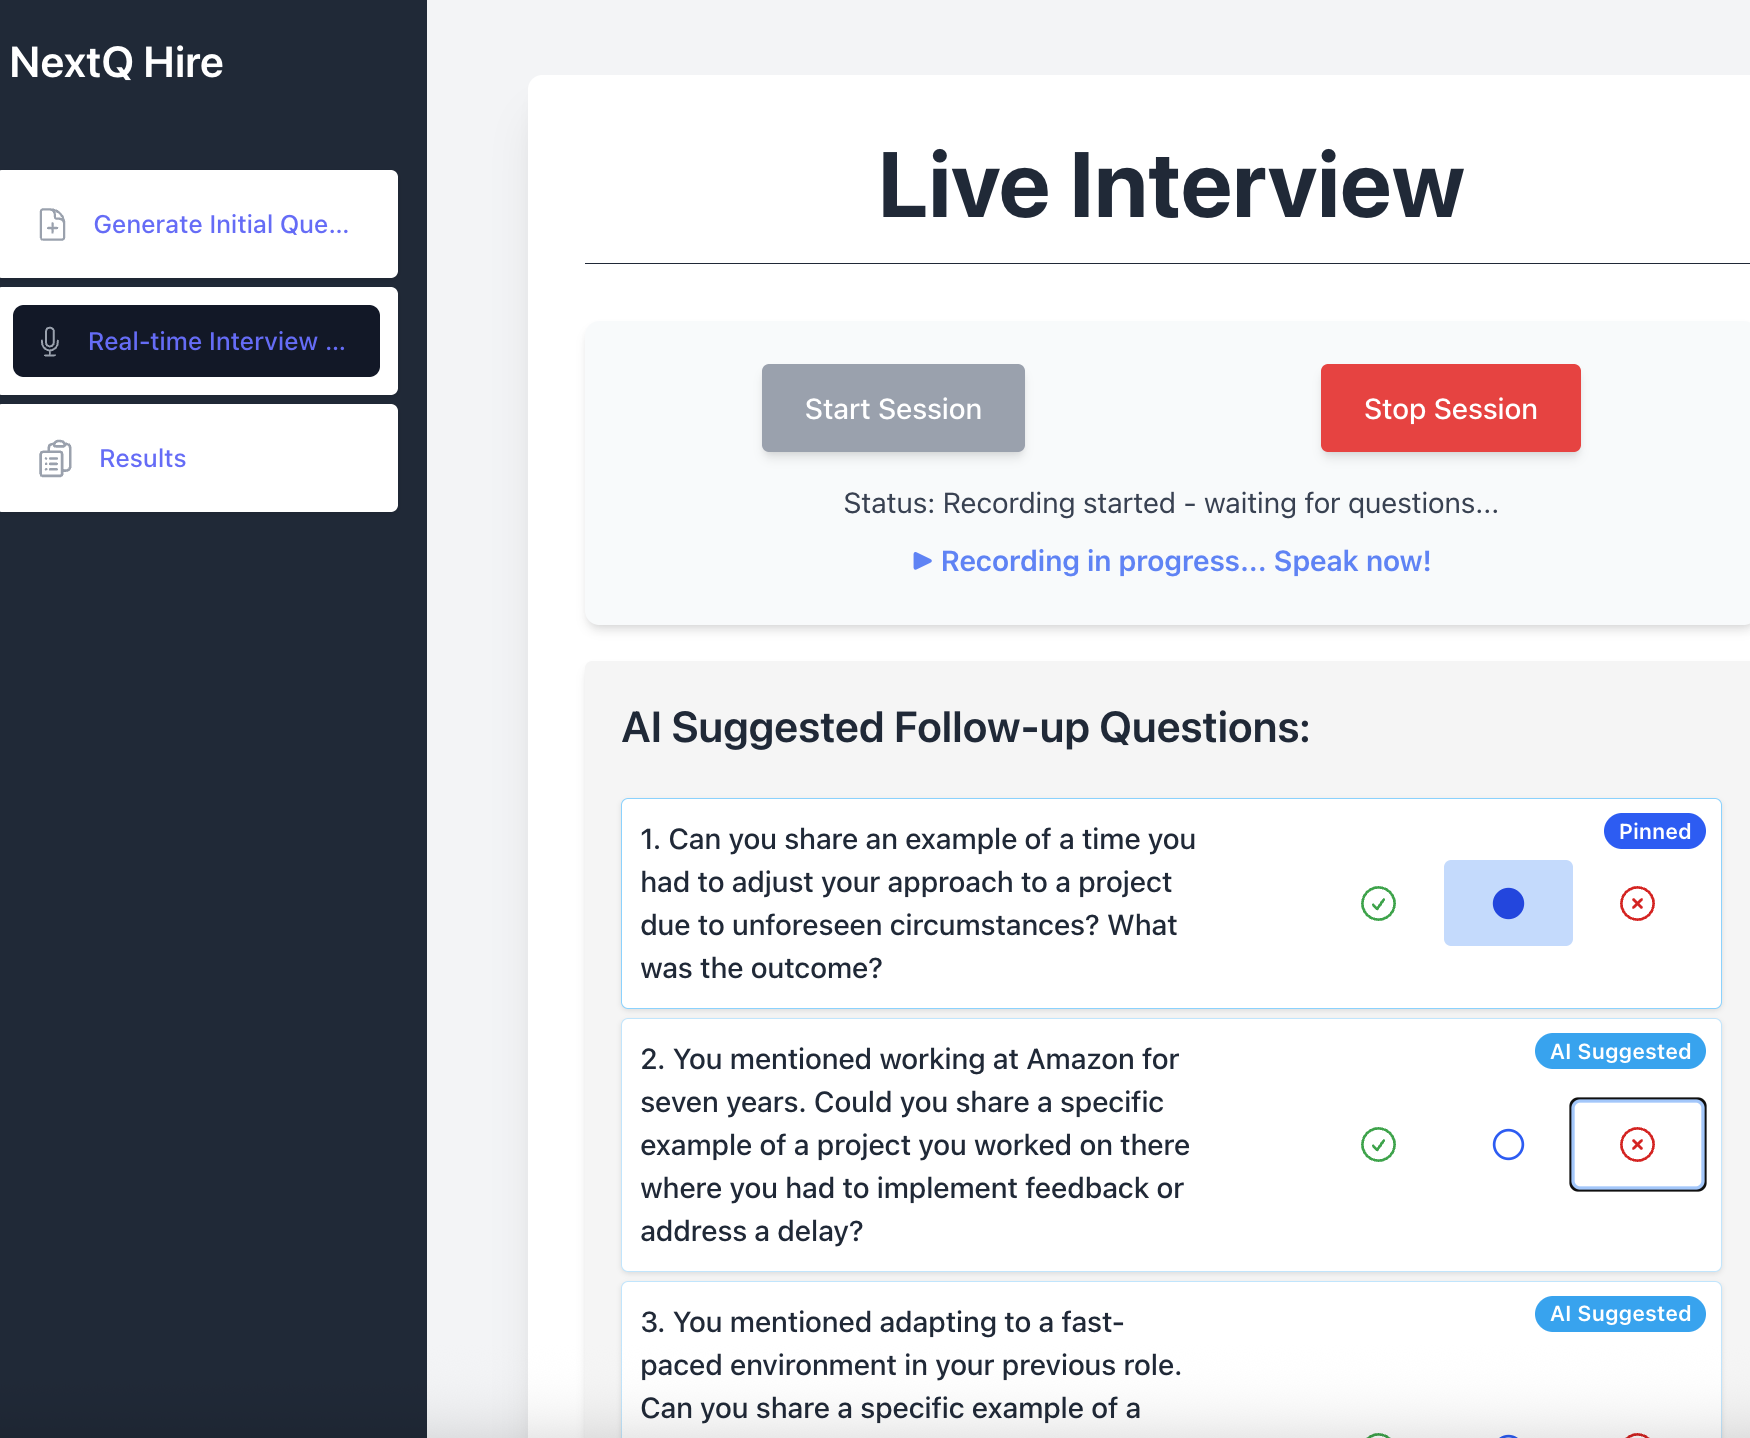 NextQ Hire
Generate Initial Que...
Real-time Interview ...
Results
Live Interview
Start Session
Stop Session
Status: Recording started - waiting for questions...
Recording in progress... Speak now!
AI Suggested Follow-up Questions:
Pinned
1. Can you share an example of a time you
had to adjust your approach to a project
due to unforeseen circumstances? What
was the outcome?
AI Suggested
2. You mentioned working at Amazon for
seven years. Could you share a specific
example of a project you worked on there
where you had to implement feedback or
address a delay?
AI Suggested
3. You mentioned adapting to a fast-
paced environment in your previous role.
Can you share a specific example of a